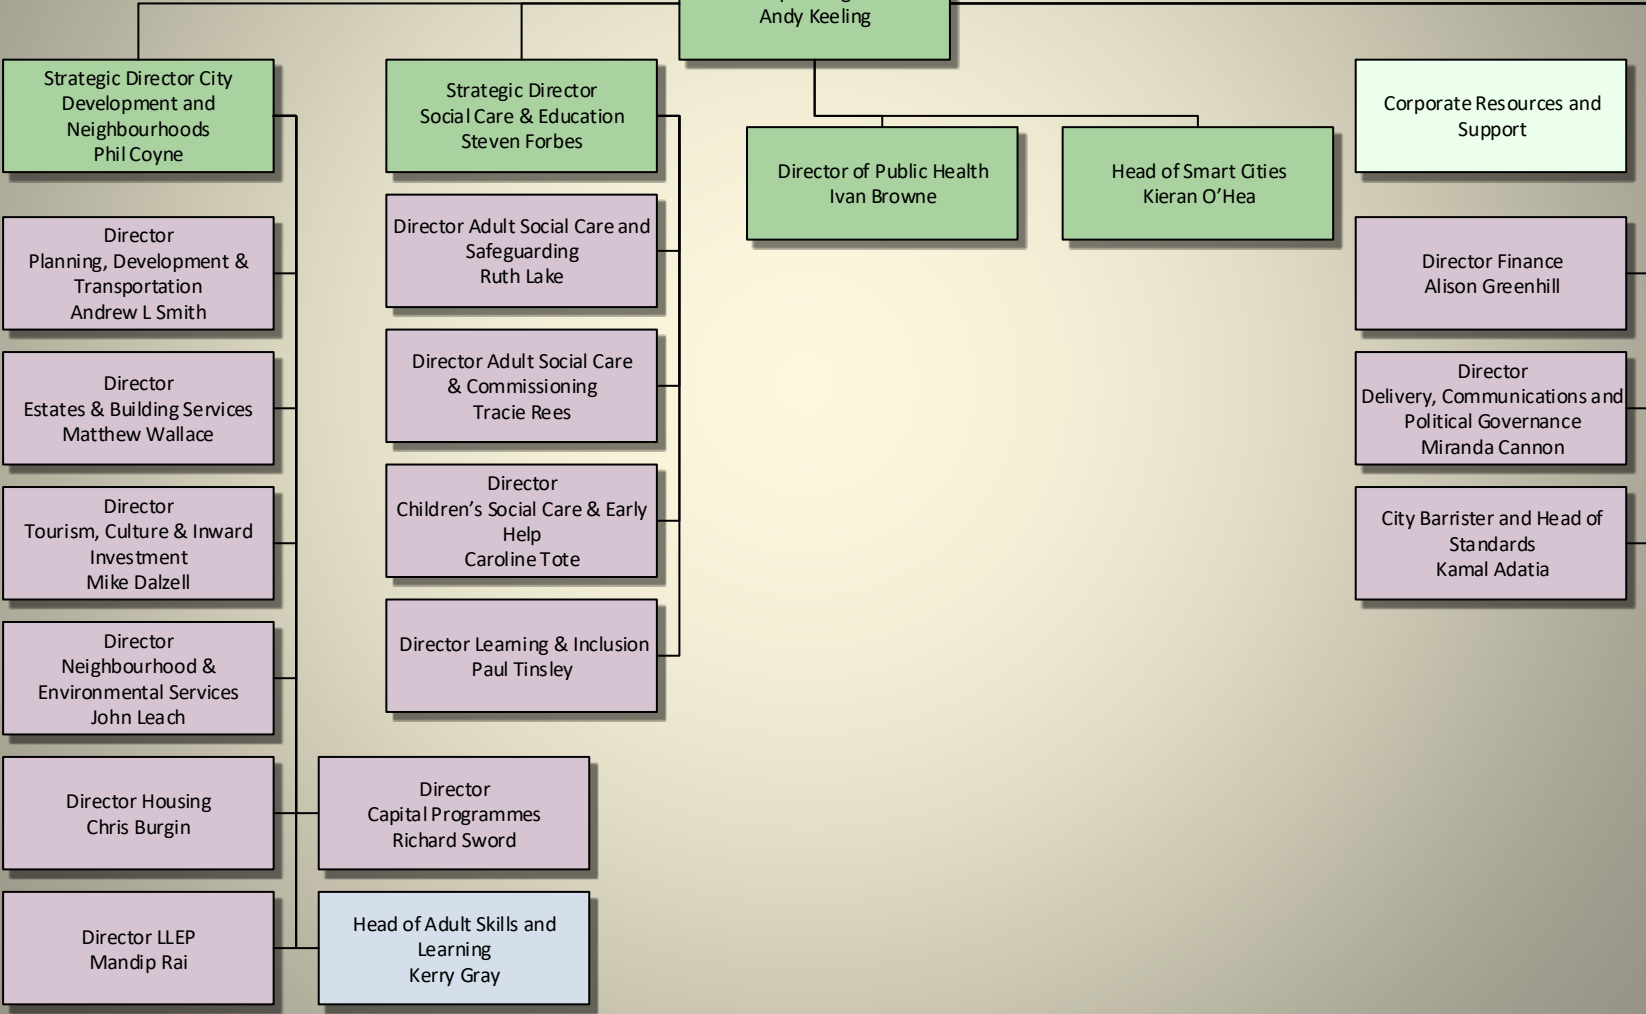 Andy Keeling
Strategic Director City
Development and
Neighbourhoods
Phil Coyne
Strategic Director
Social Care & Education
Steven Forbes
Director of Public Health
Ivan Browne
Head of Smart Cities
Kieran O’Hea
Corporate Resources and
Support
Director
Planning, Development &
Transportation
Andrew L Smith
Director
Estates & Building Services
Matthew Wallace
Director
Tourism, Culture & Inward
Investment
Mike Dalzell
Director
Neighbourhood &
Environmental Services
John Leach
Director Housing
Chris Burgin
Director LLEP
Mandip Rai
Director
Capital Programmes
Richard Sword
Head of Adult Skills and
Learning
Kerry Gray
Director Adult Social Care and
Safeguarding
Ruth Lake
Director Adult Social Care
& Commissioning
Tracie Rees
Director
Children’s Social Care & Early
Help
Caroline Tote
Director Learning & Inclusion
Paul Tinsley
Director Finance
Alison Greenhill
Director
Delivery, Communications and
Political Governance
Miranda Cannon
City Barrister and Head of
Standards
Kamal Adatia